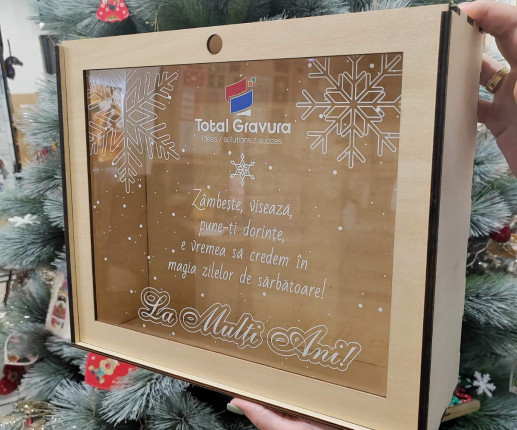 Total Gravura
idees / solutions / succes
Zâmbește, visează,
pune-ți dorințe,
e vremea să credem în
magia zilelor de sărbătoare!
La Mulți Ani!